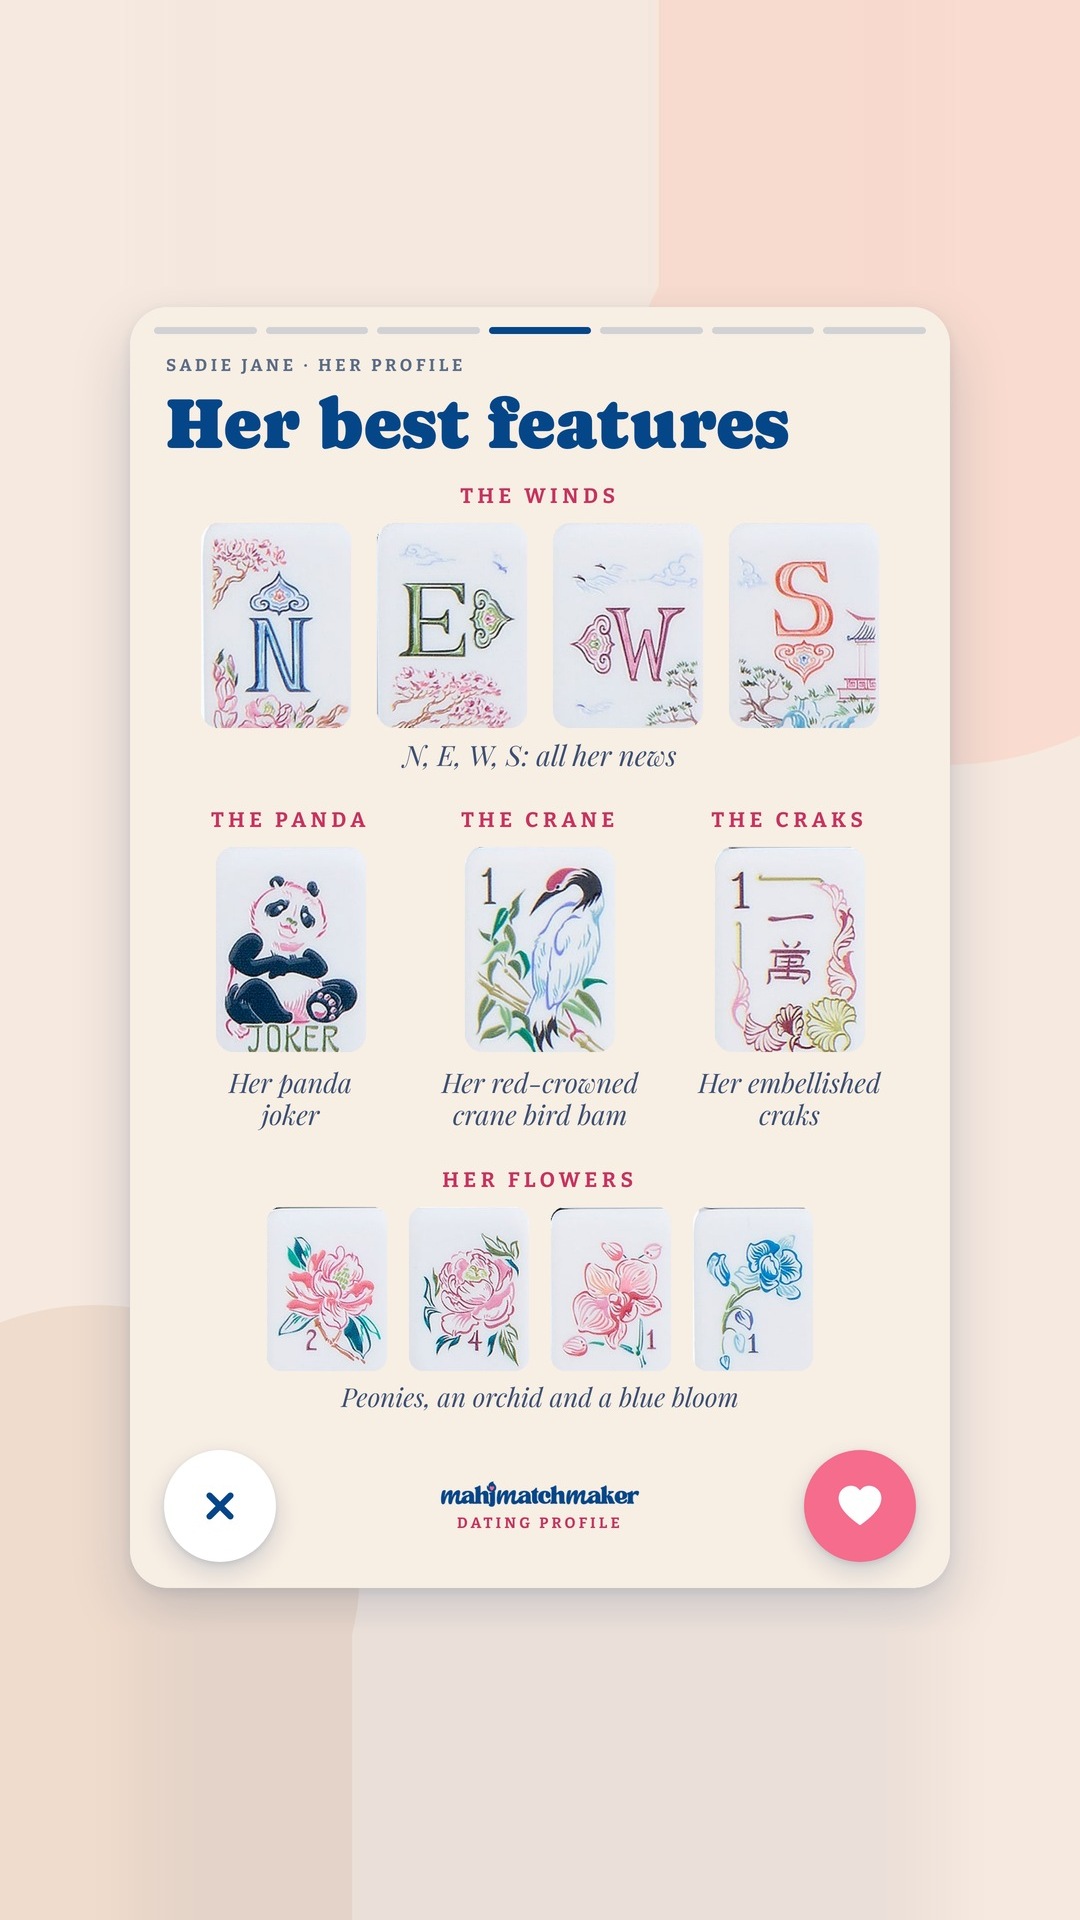 SADIE JANE · HER PROFILE
Her best features
THE WINDS
N E W S
N, E, W, S: all her news
THE PANDA THE CRANE THE CRAKS
JOKER
1
1
一
萬
Her panda
joker
Her red-crowned
crane bird bam
Her embellished
craks
HER FLOWERS
2 4 1 1
Peonies, an orchid and a blue bloom
mahjmatchmaker
DATING PROFILE